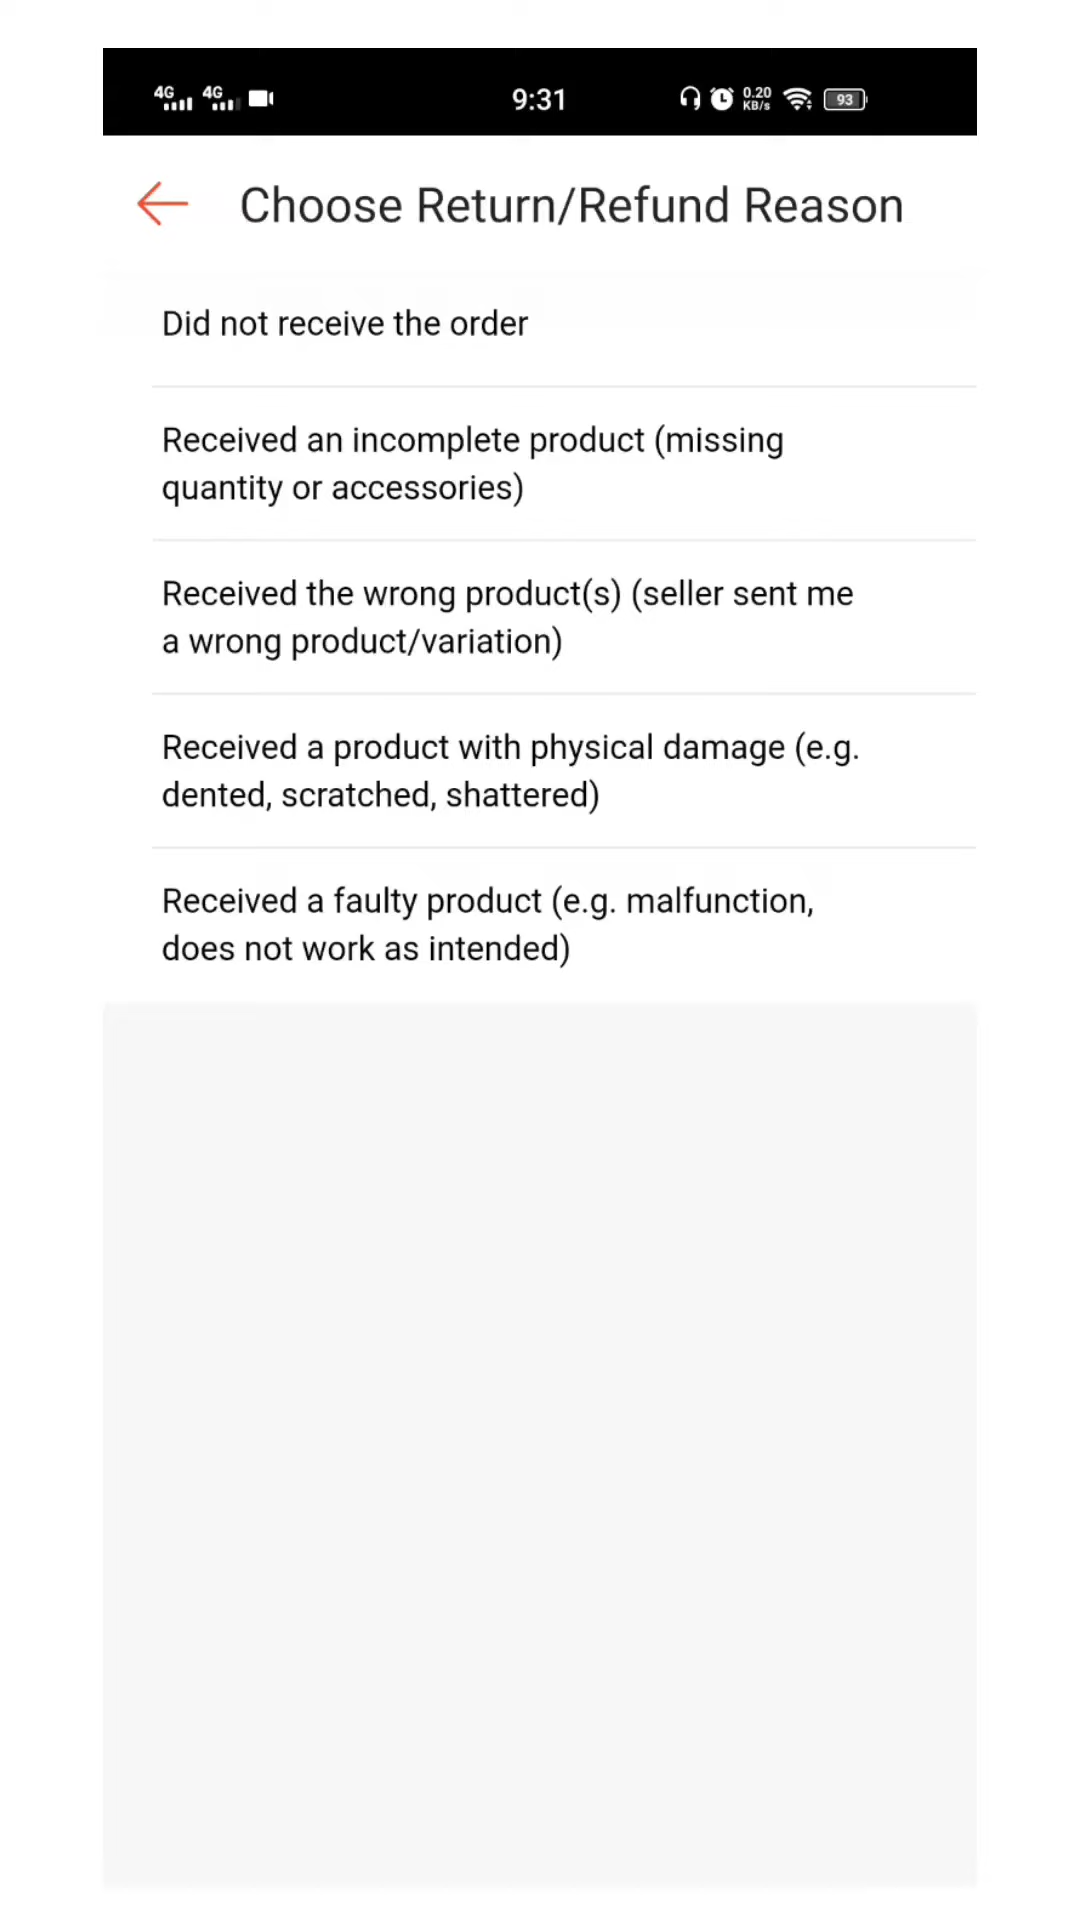 4G 4G 9:31 0.20 KB/s 93
Choose Return/Refund Reason
Did not receive the order
Received an incomplete product (missing
quantity or accessories)
Received the wrong product(s) (seller sent me
a wrong product/variation)
Received a product with physical damage (e.g.
dented, scratched, shattered)
Received a faulty product (e.g. malfunction,
does not work as intended)